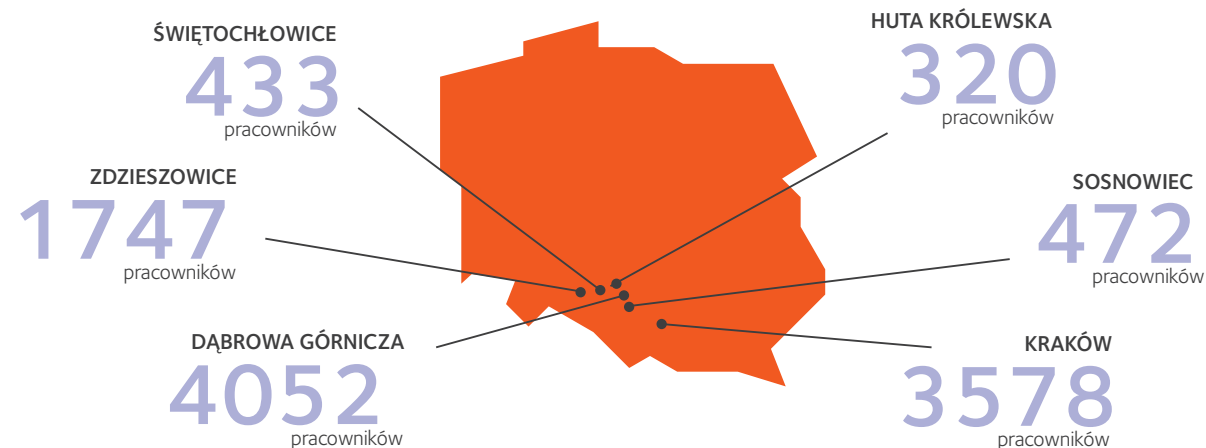 ŚWIĘTOCHŁOWICE
433
pracowników
HUTA KRÓLEWSKA
320
pracowników
ZDZIESZOWICE
1747
pracowników
SOSNOWIEC
472
pracowników
DĄBROWA GÓRNICZA
4052
pracowników
KRAKÓW
3578
pracowników